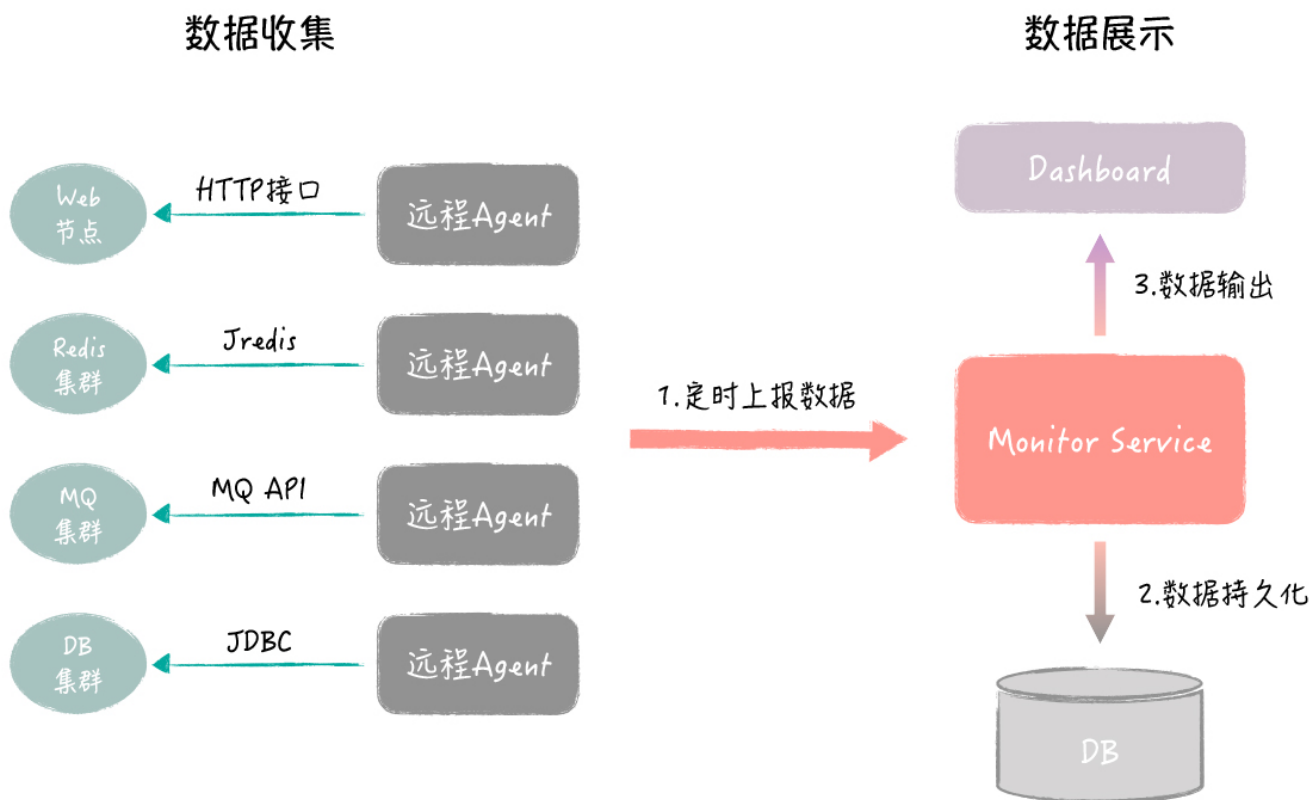 数据收集
数据展示
Web
节点
HTTP接口
远程Agent
Redis
集群
Jredis
远程Agent
MQ
集群
MQ API
远程Agent
DB
集群
JDBC
远程Agent
1.定时上报数据
Dashboard
3.数据输出
Monitor Service
2.数据持久化
DB